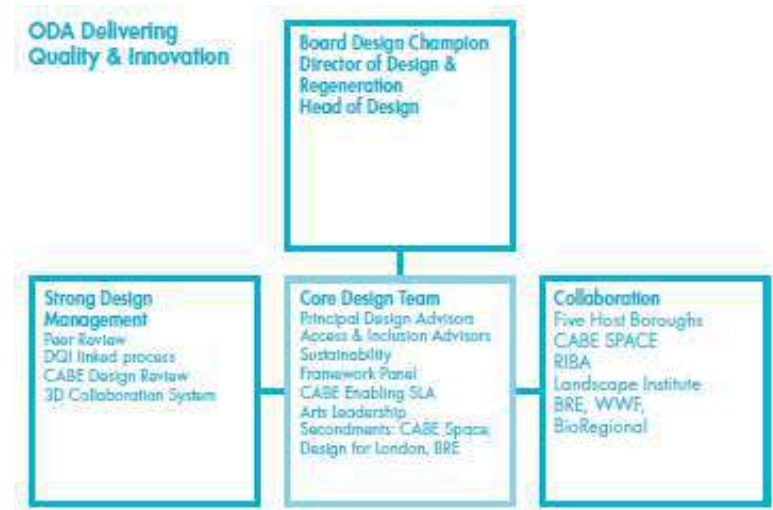 ODA Delivering
Quality & Innovation
Board Design Champion
Director of Design &
Regeneration
Head of Design
Strong Design
Management
Peer Review
DQI linked process
CABE Design Review
3D Collaboration System
Core Design Team
Principal Design Advisors
Access & Inclusion Advisors
Sustainability
Framework Panel
CABE Enabling SLA
Arts Leadership
Secondments: CABE Space,
Design for London, BRE
Collaboration
Five Host Boroughs
CABE SPACE
RIBA
Landscape Institute
BRE, WWF,
BioRegional